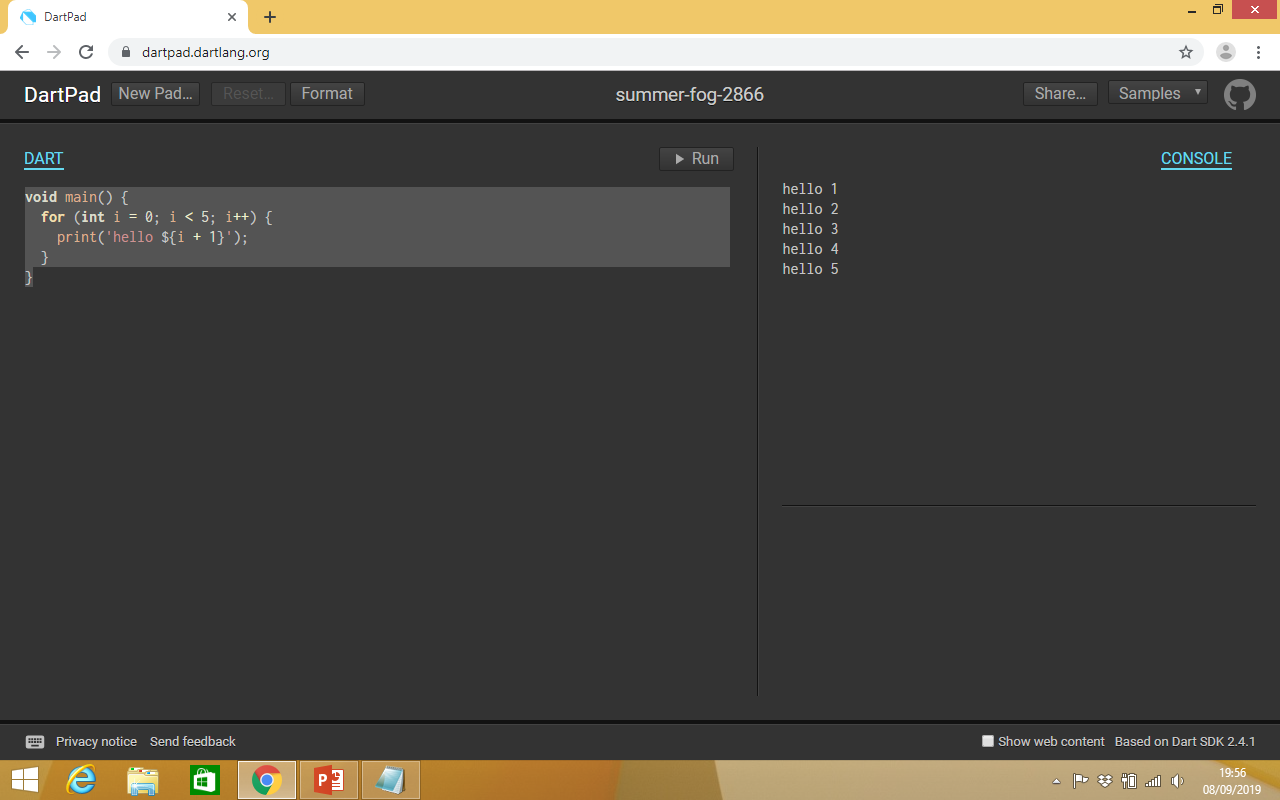 DartPad
dartpad.dartlang.org
DartPad New Pad... Reset... Format summer-fog-2866 Share... Samples
DART Run CONSOLE
void main() {
  for (int i = 0; i < 5; i++) {
    print('hello ${i + 1}');
  }
}
hello 1
hello 2
hello 3
hello 4
hello 5
Privacy notice Send feedback Show web content Based on Dart SDK 2.4.1
19:56
08/09/2019